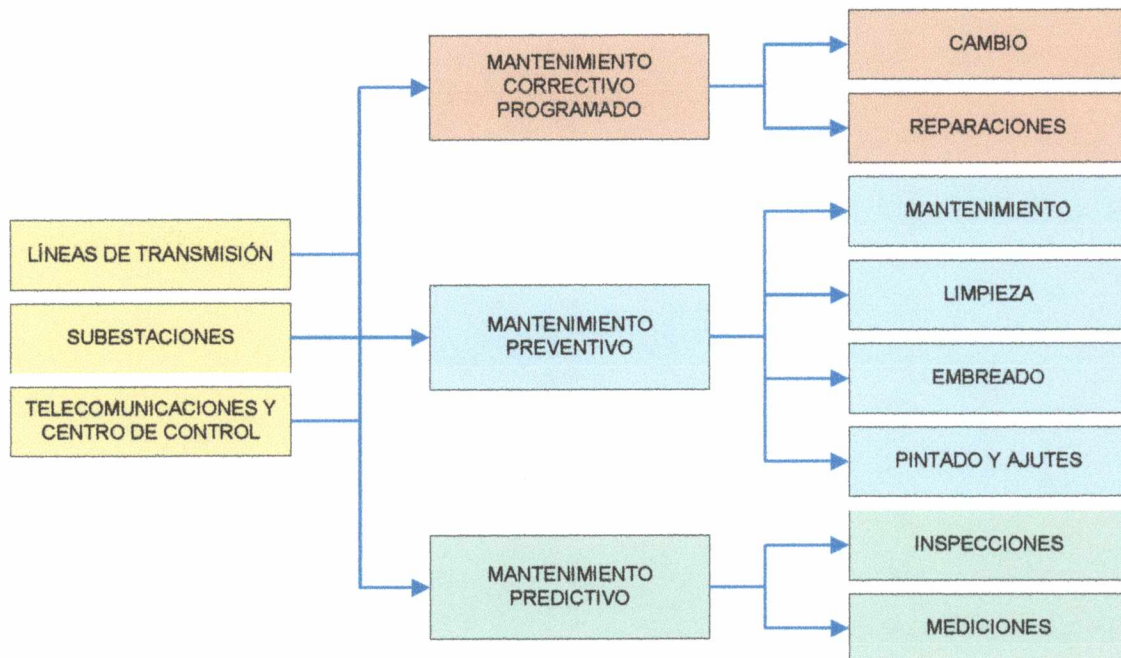 LÍNEAS DE TRANSMISIÓN
SUBESTACIONES
TELECOMUNICACIONES Y
CENTRO DE CONTROL
MANTENIMIENTO
CORRECTIVO
PROGRAMADO
MANTENIMIENTO
PREVENTIVO
MANTENIMIENTO
PREDICTIVO
CAMBIO
REPARACIONES
MANTENIMIENTO
LIMPIEZA
EMBREADO
PINTADO Y AJUTES
INSPECCIONES
MEDICIONES